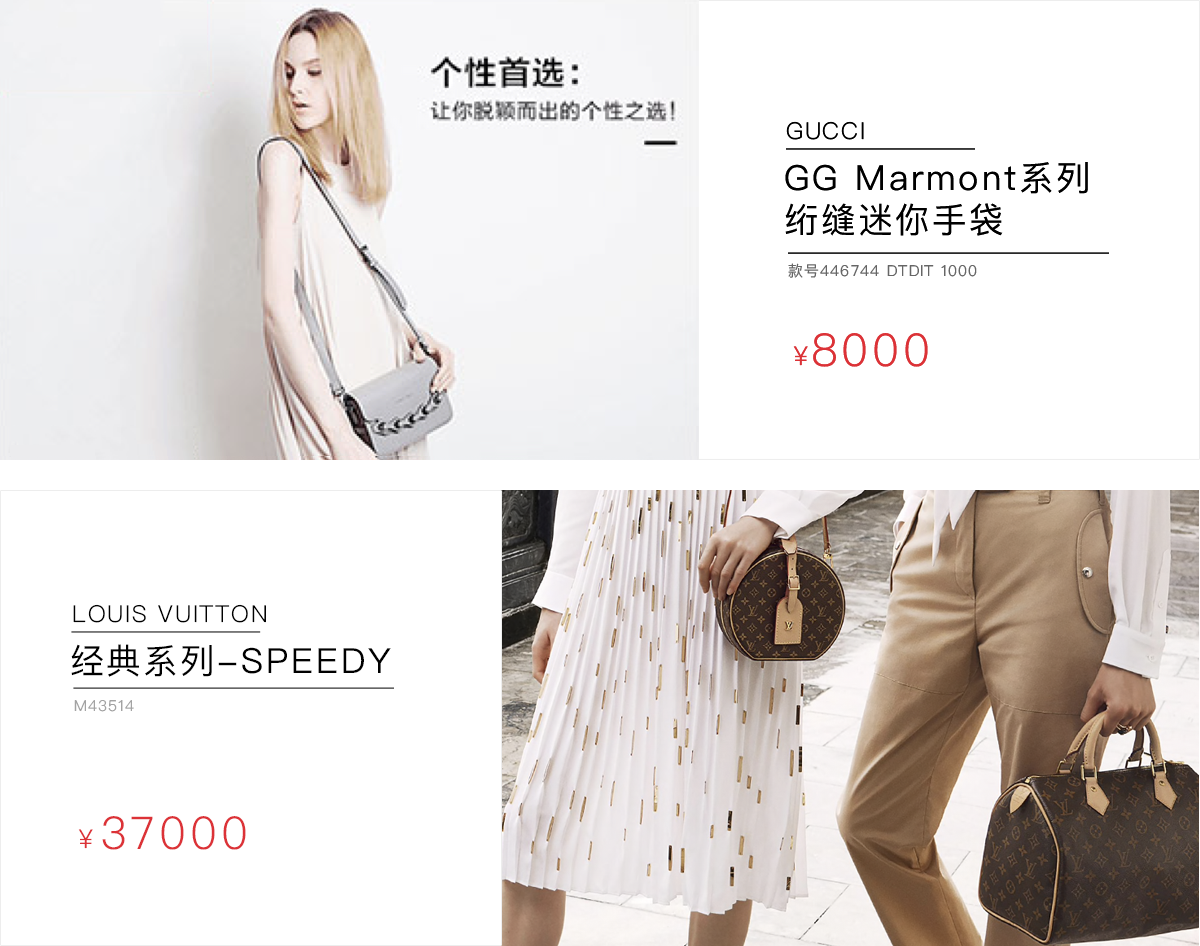 个性首选：
让你脱颖而出的个性之选！
GUCCI
GG Marmont系列
绗缝迷你手袋
款号446744 DTDIT 1000
¥8000
LOUIS VUITTON
经典系列–SPEEDY
M43514
¥37000